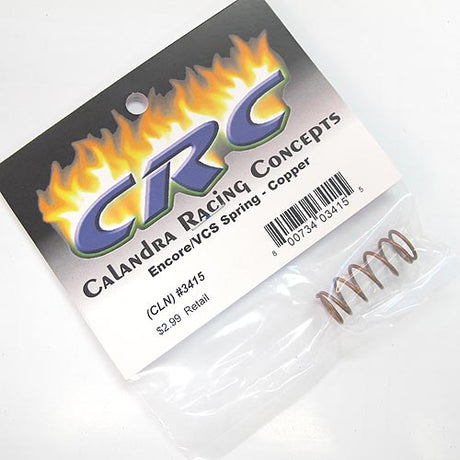 CRC
Calandra Racing Concepts
Encore/VCS Spring - Copper
(CLN) #3415
$2.99 Retail
8 00734 03415 5